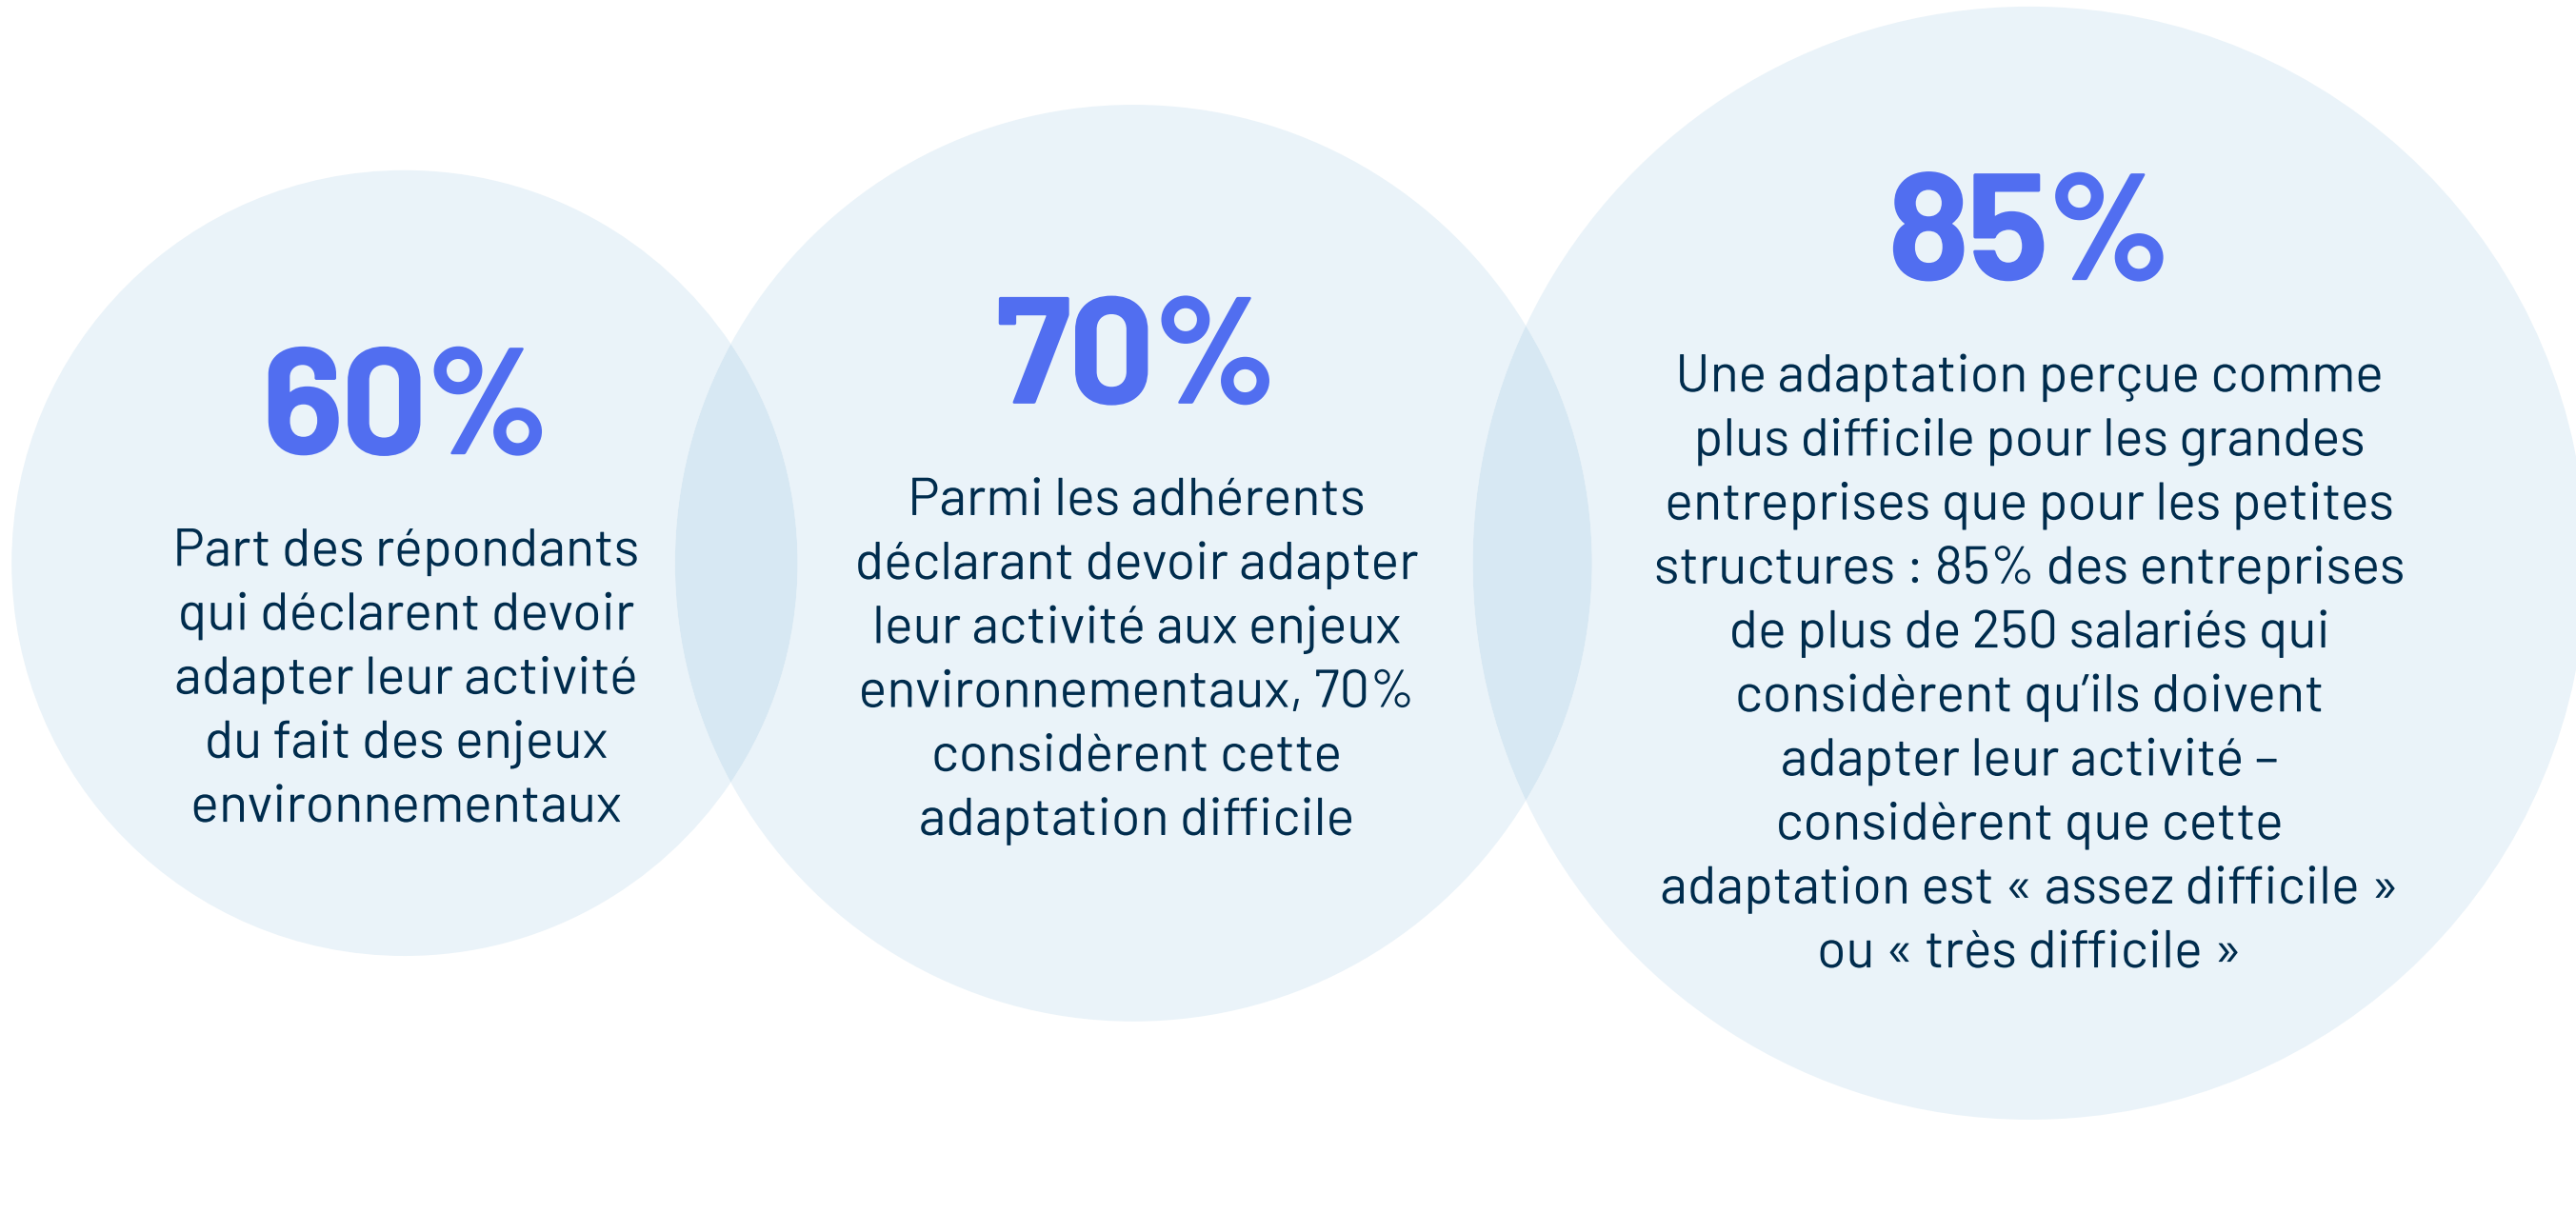 60%
Part des répondants
qui déclarent devoir
adapter leur activité
du fait des enjeux
environnementaux
70%
Parmi les adhérents
déclarant devoir adapter
leur activité aux enjeux
environnementaux, 70%
considèrent cette
adaptation difficile
85%
Une adaptation perçue comme
plus difficile pour les grandes
entreprises que pour les petites
structures : 85% des entreprises
de plus de 250 salariés qui
considèrent qu’ils doivent
adapter leur activité –
considèrent que cette
adaptation est « assez difficile »
ou « très difficile »